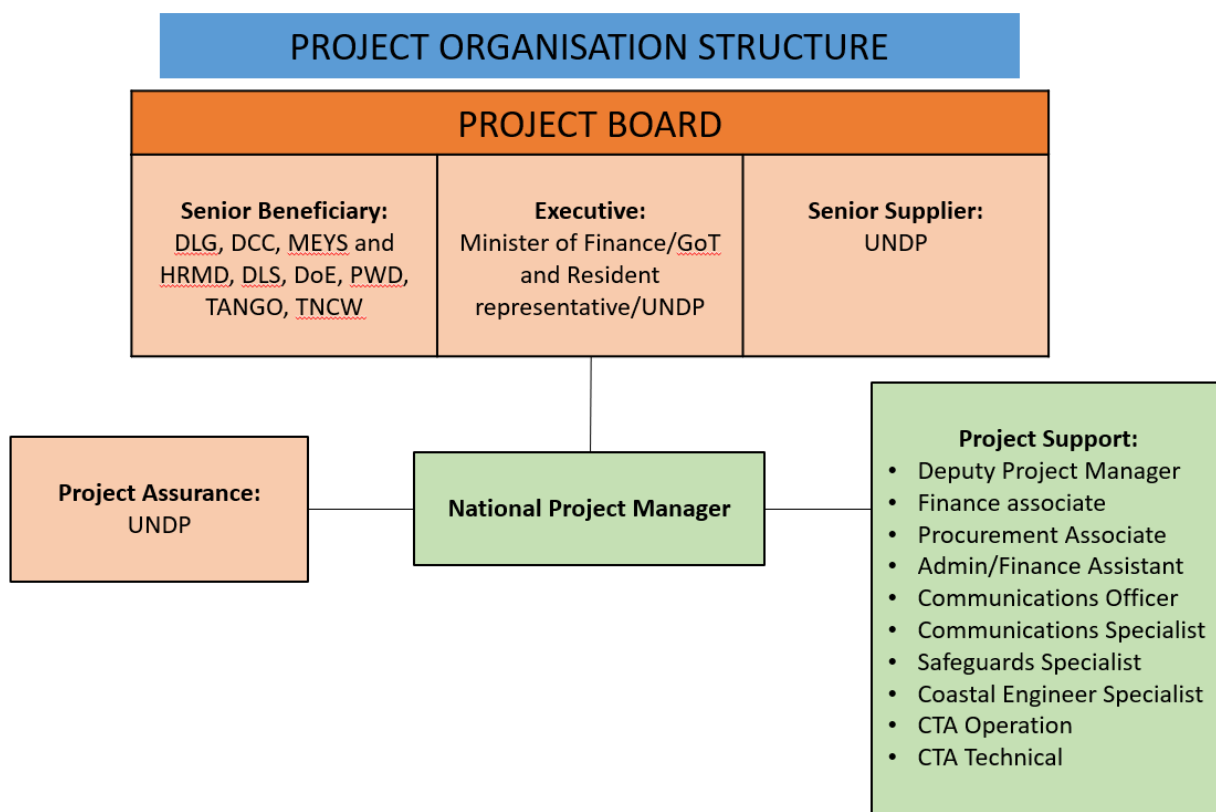 PROJECT ORGANISATION STRUCTURE
PROJECT BOARD
Senior Beneficiary:
DLG, DCC, MEYS and
HRMD, DLS, DoE, PWD,
TANGO, TNCW
Executive:
Minister of Finance/GoT
and Resident
representative/UNDP
Senior Supplier:
UNDP
Project Assurance:
UNDP
National Project Manager
Project Support:
• Deputy Project Manager
• Finance associate
• Procurement Associate
• Admin/Finance Assistant
• Communications Officer
• Communications Specialist
• Safeguards Specialist
• Coastal Engineer Specialist
• CTA Operation
• CTA Technical